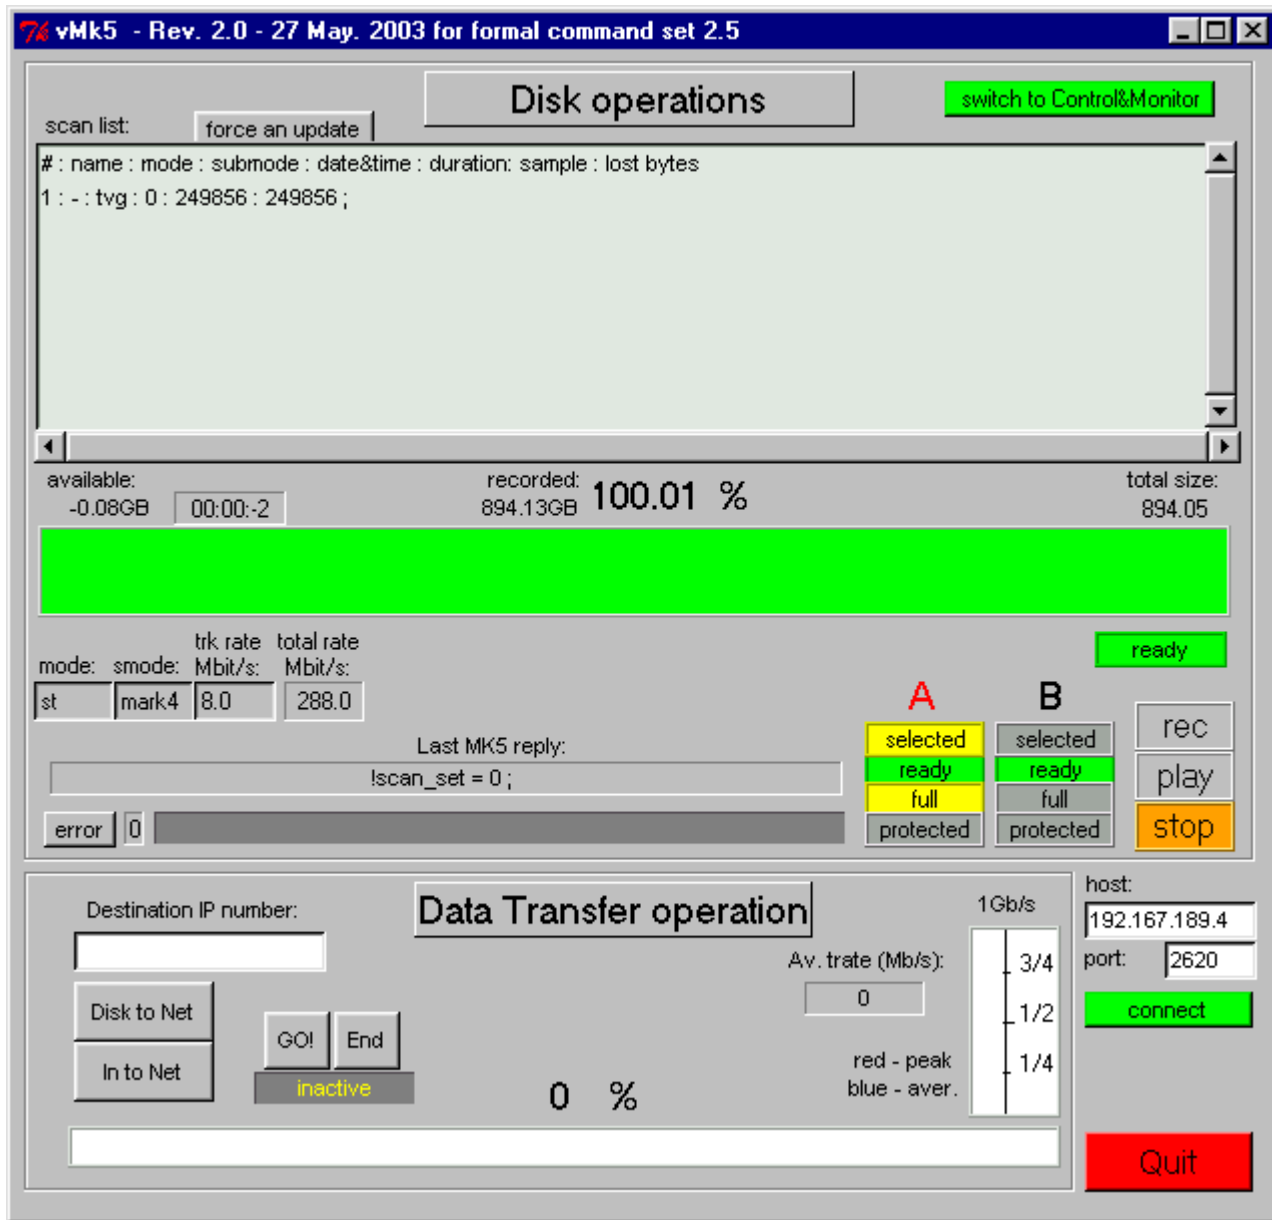 vMk5 - Rev. 2.0 - 27 May. 2003 for formal command set 2.5
Disk operations
switch to Control&Monitor
scan list:
force an update
# : name : mode : submode : date&time : duration: sample : lost bytes
1 : - : tvg : 0 : 249856 : 249856 ;
available:
-0.08GB
00:00:-2
recorded:
894.13GB
100.01 %
total size:
894.05
ready
mode:
smode:
trk rate
Mbit/s:
total rate
Mbit/s:
st
mark4
8.0
288.0
Last MK5 reply:
!scan_set = 0 ;
error
0
A
selected
ready
full
protected
B
selected
ready
full
protected
rec
play
stop
Data Transfer operation
Destination IP number:
Disk to Net
In to Net
GO!
End
inactive
0 %
Av. trate (Mb/s):
0
red - peak
blue - aver.
1Gb/s
3/4
1/2
1/4
host:
192.167.189.4
port:
2620
connect
Quit